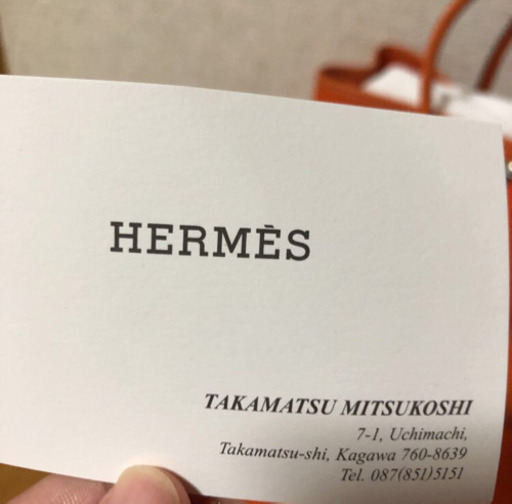 HERMÈS
TAKAMATSU MITSUKOSHI
7-1, Uchimachi,
Takamatsu-shi, Kagawa 760-8639
Tel. 087(851)5151